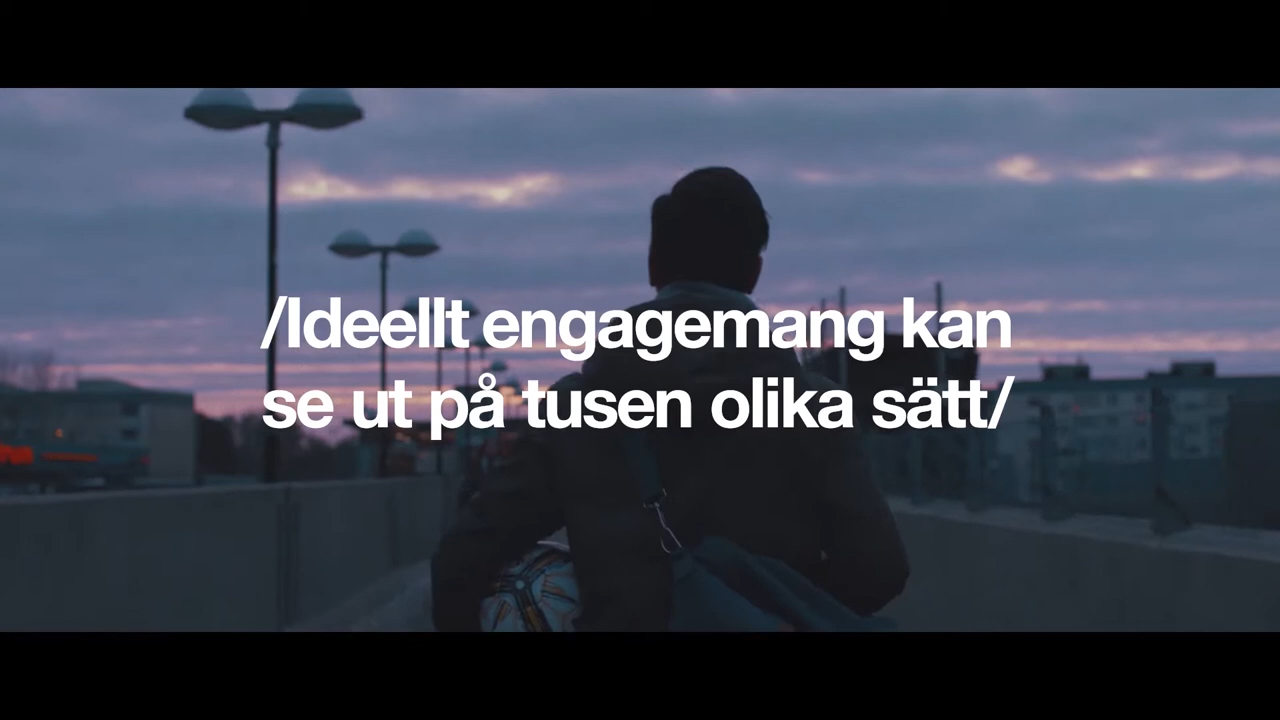 /Ideellt engagemang kan
se ut på tusen olika sätt/